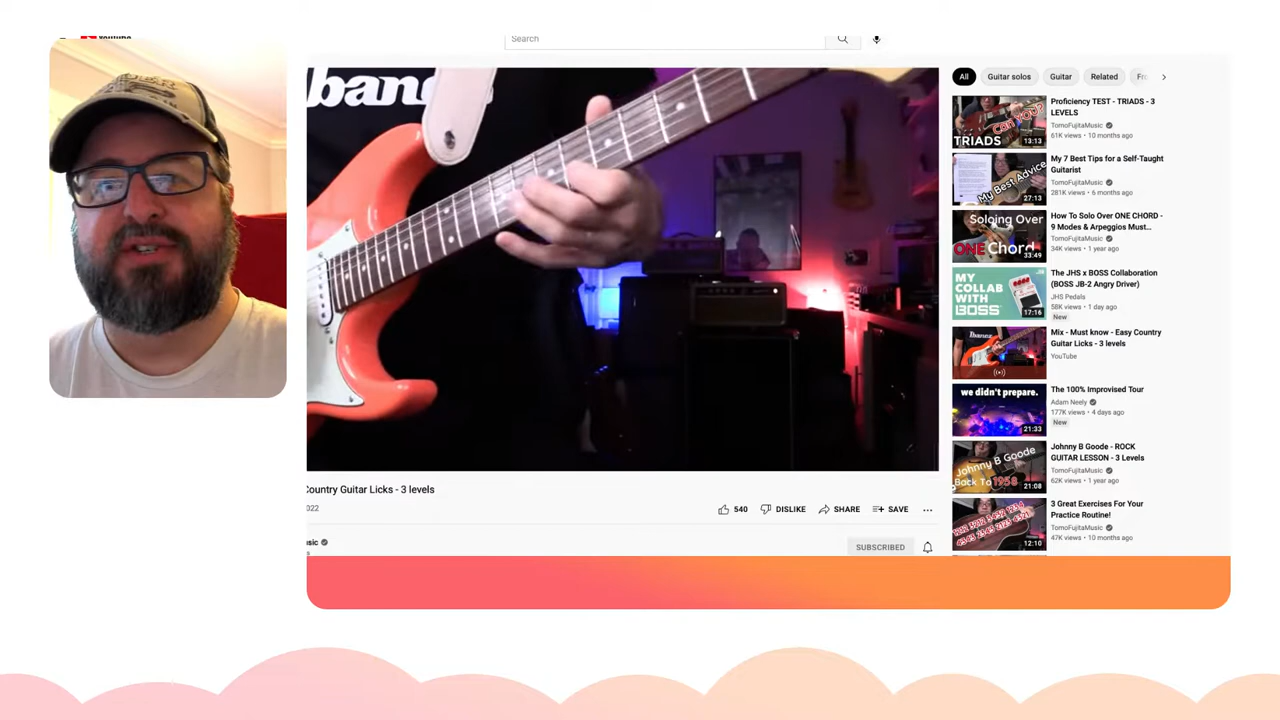 Search
Ibanez
All
Guitar solos
Guitar
Related
Proficiency TEST - TRIADS - 3
LEVELS
TomoFujitaMusic
61K views • 10 months ago
CAN YOU?
TRIADS
13:13
My 7 Best Tips for a Self-Taught
Guitarist
TomoFujitaMusic
281K views • 6 months ago
My Best Advice
27:13
How To Solo Over ONE CHORD -
9 Modes & Arpeggios Must...
TomoFujitaMusic
34K views • 1 year ago
Soloing Over
ONE Chord
33:49
The JHS x BOSS Collaboration
(BOSS JB-2 Angry Driver)
JHS Pedals
58K views • 1 day ago
New
MY
COLLAB
WITH
BOSS
17:16
Mix - Must know - Easy Country
Guitar Licks - 3 levels
YouTube
The 100% Improvised Tour
Adam Neely
177K views • 4 days ago
New
we didn't prepare.
21:33
Johnny B Goode - ROCK
GUITAR LESSON - 3 Levels
TomoFujitaMusic
62K views • 1 year ago
Johnny B Goode
Back To 1958
21:08
3 Great Exercises For Your
Practice Routine!
TomoFujitaMusic
47K views • 10 months ago
12:10
Country Guitar Licks - 3 levels
2022
540
DISLIKE
SHARE
SAVE
SUBSCRIBED